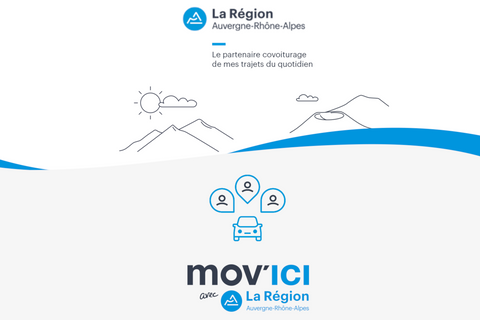 La Région
Auvergne-Rhône-Alpes
Le partenaire covoiturage
de mes trajets du quotidien
mov'ICI
avec La Région
Auvergne-Rhône-Alpes